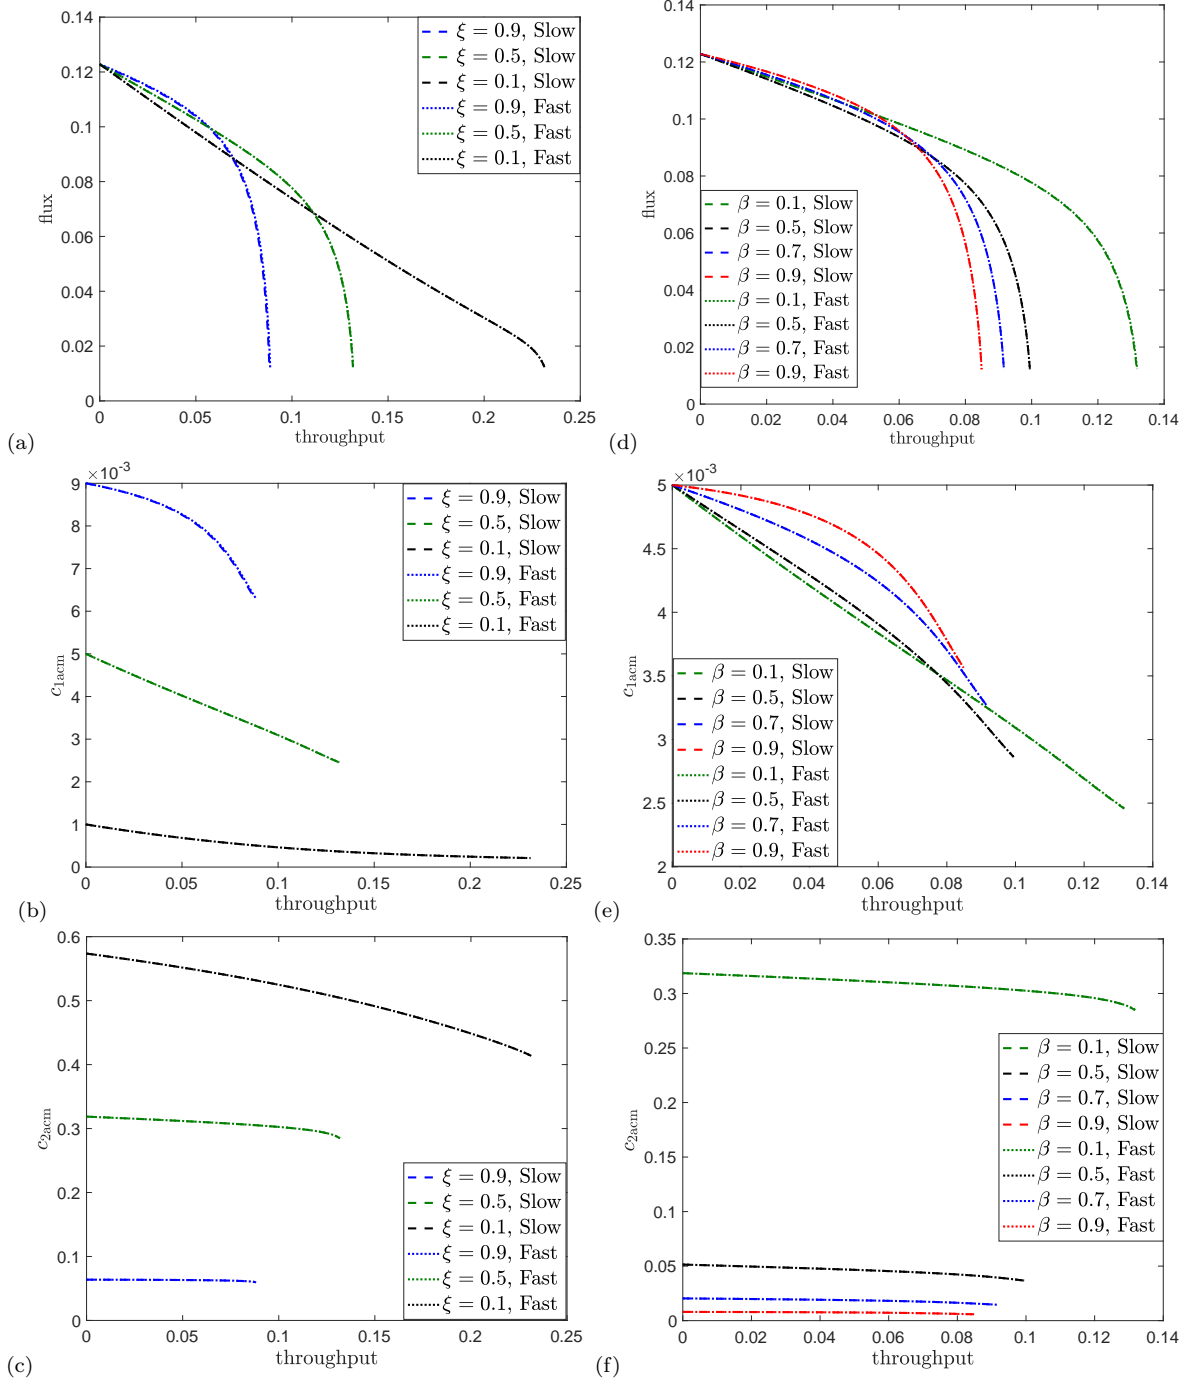 0.14
0.12
0.1
0.08
0.06
0.04
0.02
0
flux
0
0.05
0.1
0.15
0.2
0.25
throughput
(a)
ξ = 0.9, Slow
ξ = 0.5, Slow
ξ = 0.1, Slow
ξ = 0.9, Fast
ξ = 0.5, Fast
ξ = 0.1, Fast
0.14
0.12
0.1
0.08
0.06
0.04
0.02
0
flux
0
0.02
0.04
0.06
0.08
0.1
0.12
0.14
throughput
(d)
β = 0.1, Slow
β = 0.5, Slow
β = 0.7, Slow
β = 0.9, Slow
β = 0.1, Fast
β = 0.5, Fast
β = 0.7, Fast
β = 0.9, Fast
×10⁻³
9
8
7
6
5
4
3
2
1
0
c₁acm
0
0.05
0.1
0.15
0.2
0.25
throughput
(b)
ξ = 0.9, Slow
ξ = 0.5, Slow
ξ = 0.1, Slow
ξ = 0.9, Fast
ξ = 0.5, Fast
ξ = 0.1, Fast
×10⁻³
5
4.5
4
3.5
3
2.5
2
c₁acm
0
0.02
0.04
0.06
0.08
0.1
0.12
0.14
throughput
(e)
β = 0.1, Slow
β = 0.5, Slow
β = 0.7, Slow
β = 0.9, Slow
β = 0.1, Fast
β = 0.5, Fast
β = 0.7, Fast
β = 0.9, Fast
0.6
0.5
0.4
0.3
0.2
0.1
0
c₂acm
0
0.05
0.1
0.15
0.2
0.25
throughput
(c)
ξ = 0.9, Slow
ξ = 0.5, Slow
ξ = 0.1, Slow
ξ = 0.9, Fast
ξ = 0.5, Fast
ξ = 0.1, Fast
0.35
0.3
0.25
0.2
0.15
0.1
0.05
0
c₂acm
0
0.02
0.04
0.06
0.08
0.1
0.12
0.14
throughput
(f)
β = 0.1, Slow
β = 0.5, Slow
β = 0.7, Slow
β = 0.9, Slow
β = 0.1, Fast
β = 0.5, Fast
β = 0.7, Fast
β = 0.9, Fast